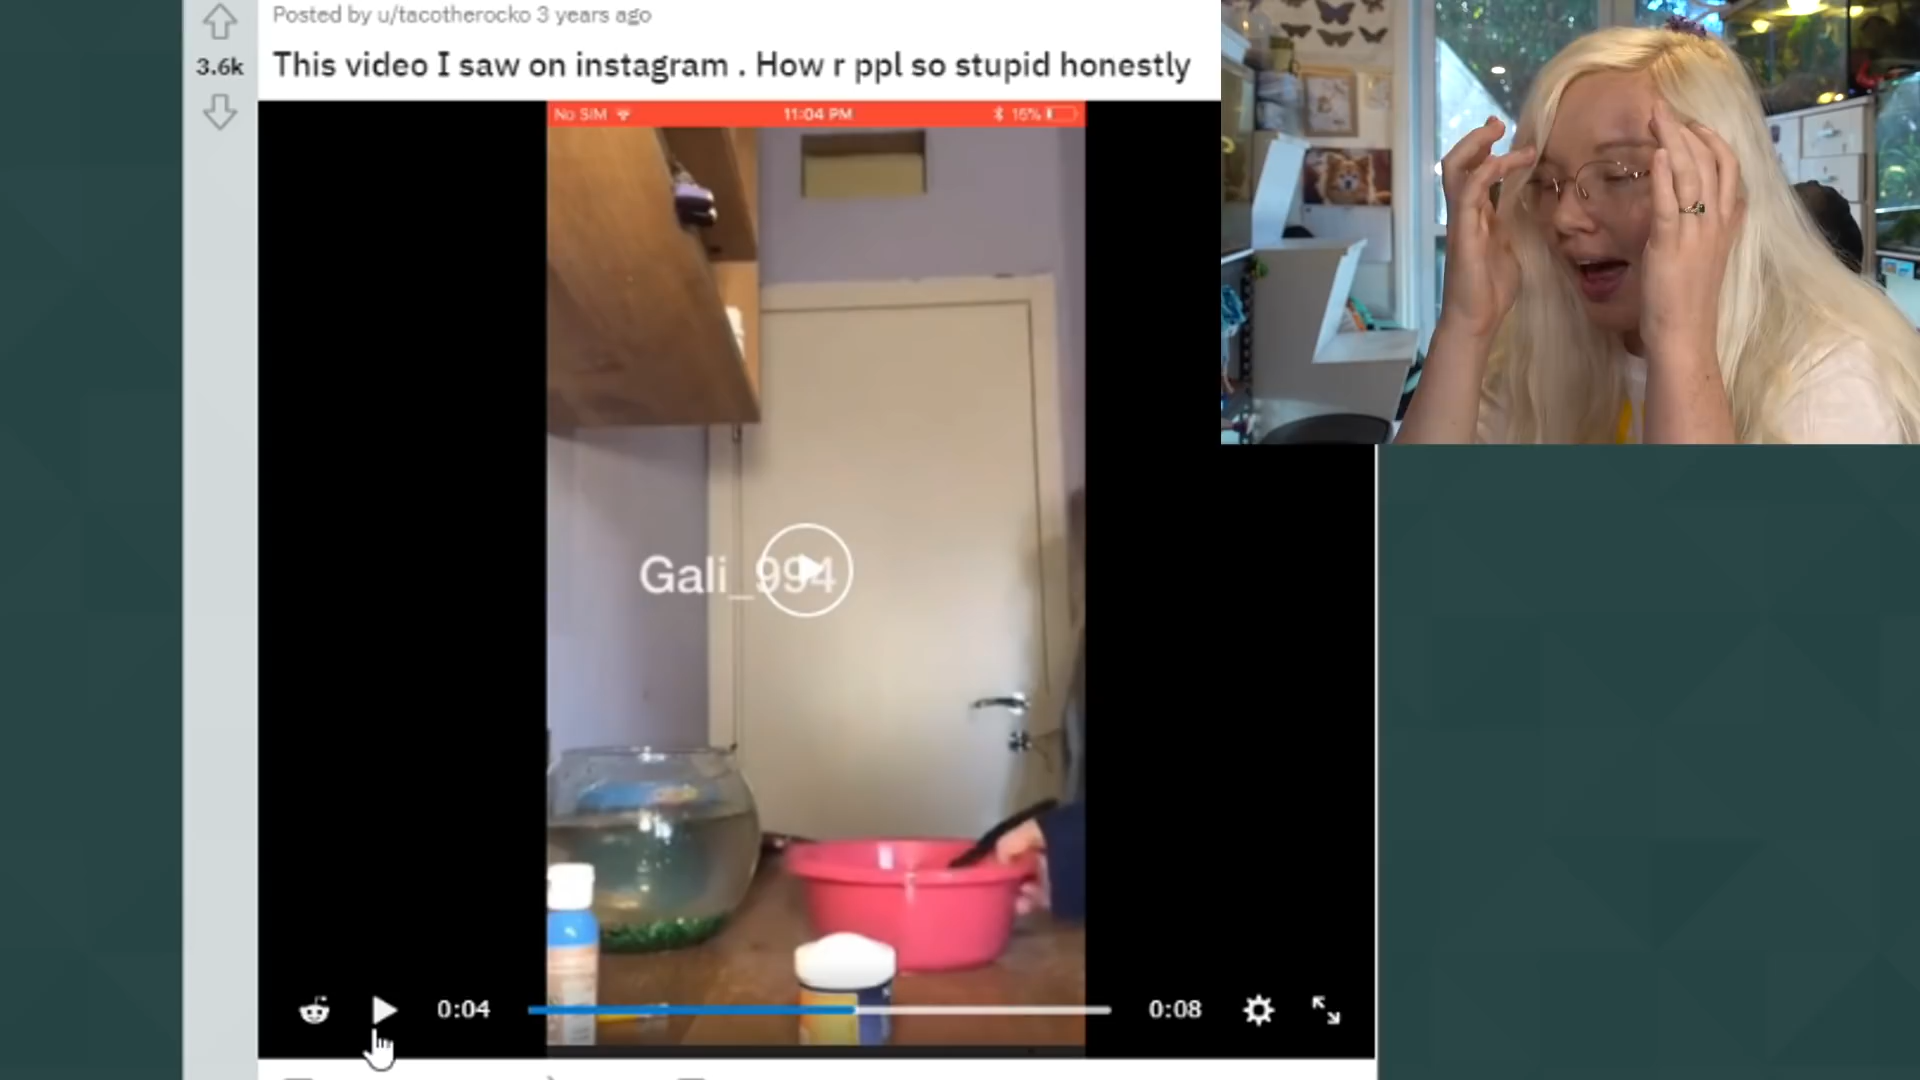 Posted by u/tacotherocko 3 years ago
3.6k
This video I saw on instagram . How r ppl so stupid honestly
No SIM 11:04 PM 15%
Gali_994
0:04 0:08